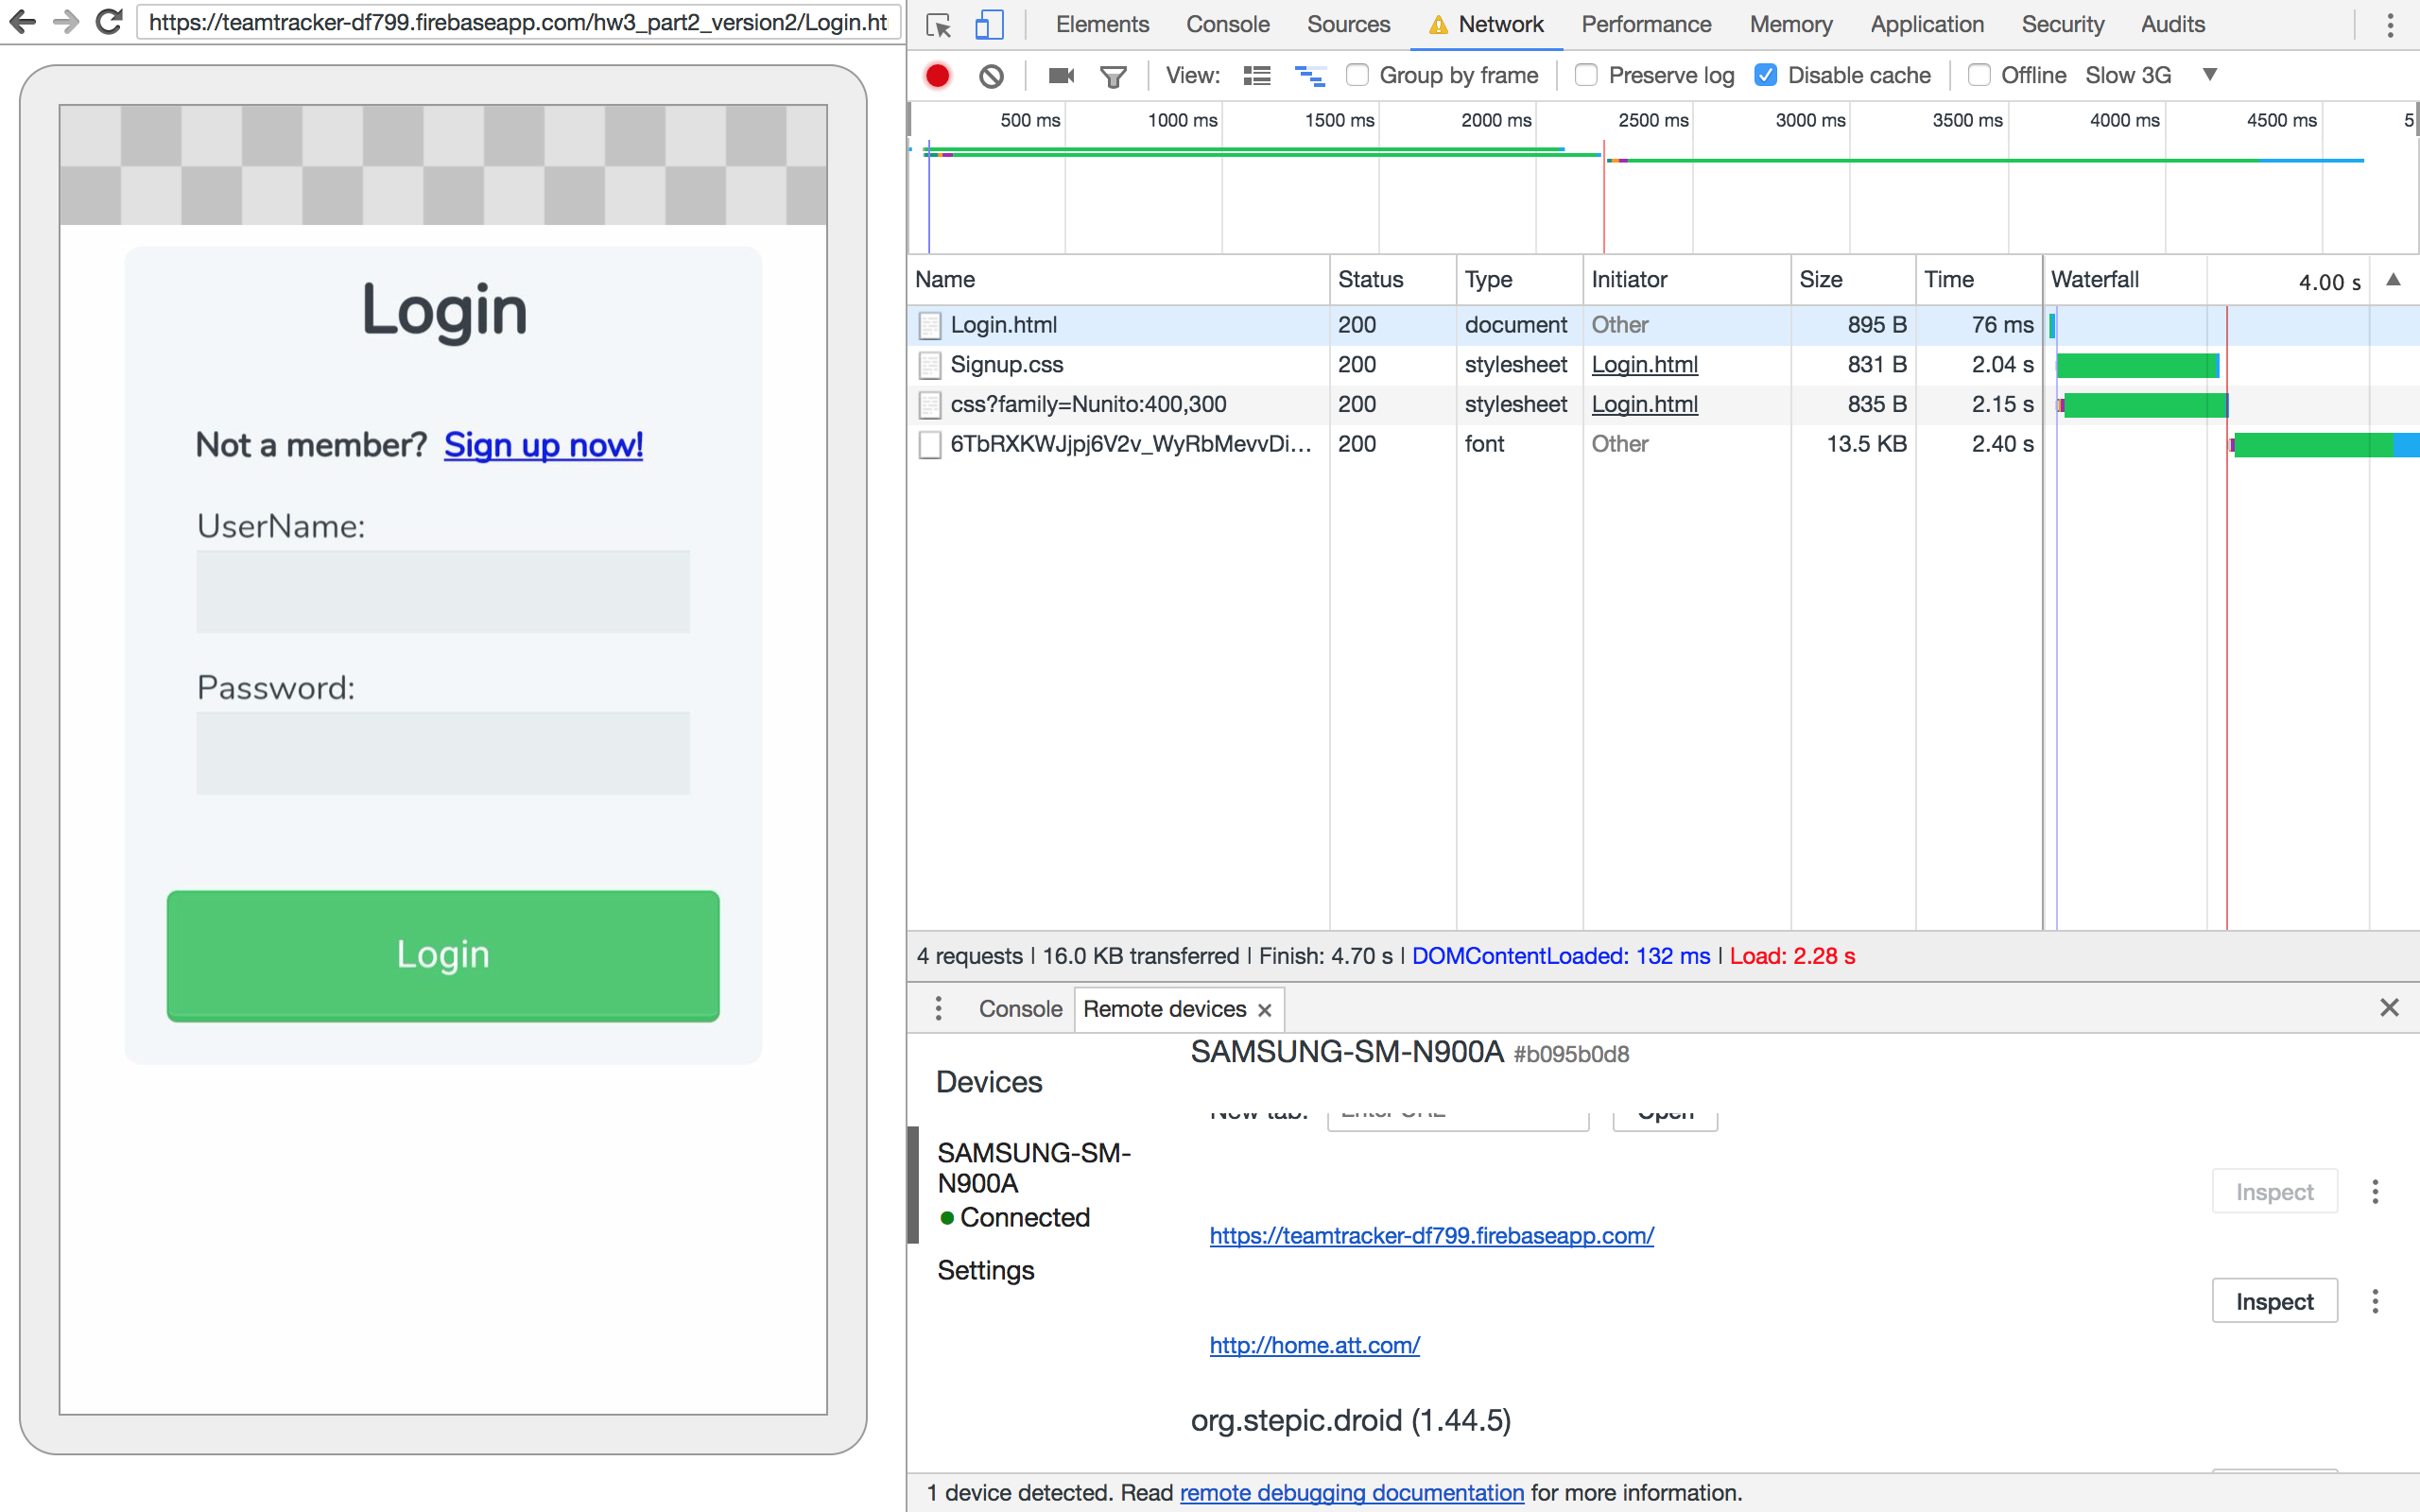 https://teamtracker-df799.firebaseapp.com/hw3_part2_version2/Login.ht
Login
Not a member? Sign up now!
UserName:
Password:
Login
Elements Console Sources Network Performance Memory Application Security Audits
View: Group by frame Preserve log Disable cache Offline Slow 3G
500 ms 1000 ms 1500 ms 2000 ms 2500 ms 3000 ms 3500 ms 4000 ms 4500 ms 5
Name Status Type Initiator Size Time Waterfall 4.00 s
Login.html 200 document Other 895 B 76 ms
Signup.css 200 stylesheet Login.html 831 B 2.04 s
css?family=Nunito:400,300 200 stylesheet Login.html 835 B 2.15 s
6TbRXKWJjpj6V2v_WyRbMevvDi... 200 font Other 13.5 KB 2.40 s
4 requests | 16.0 KB transferred | Finish: 4.70 s | DOMContentLoaded: 132 ms | Load: 2.28 s
Console Remote devices
Devices
SAMSUNG-SM-
N900A
Connected
Settings
SAMSUNG-SM-N900A #b095b0d8
New tab: Enter URL Open
Inspect
https://teamtracker-df799.firebaseapp.com/
Inspect
http://home.att.com/
org.stepic.droid (1.44.5)
1 device detected. Read remote debugging documentation for more information.